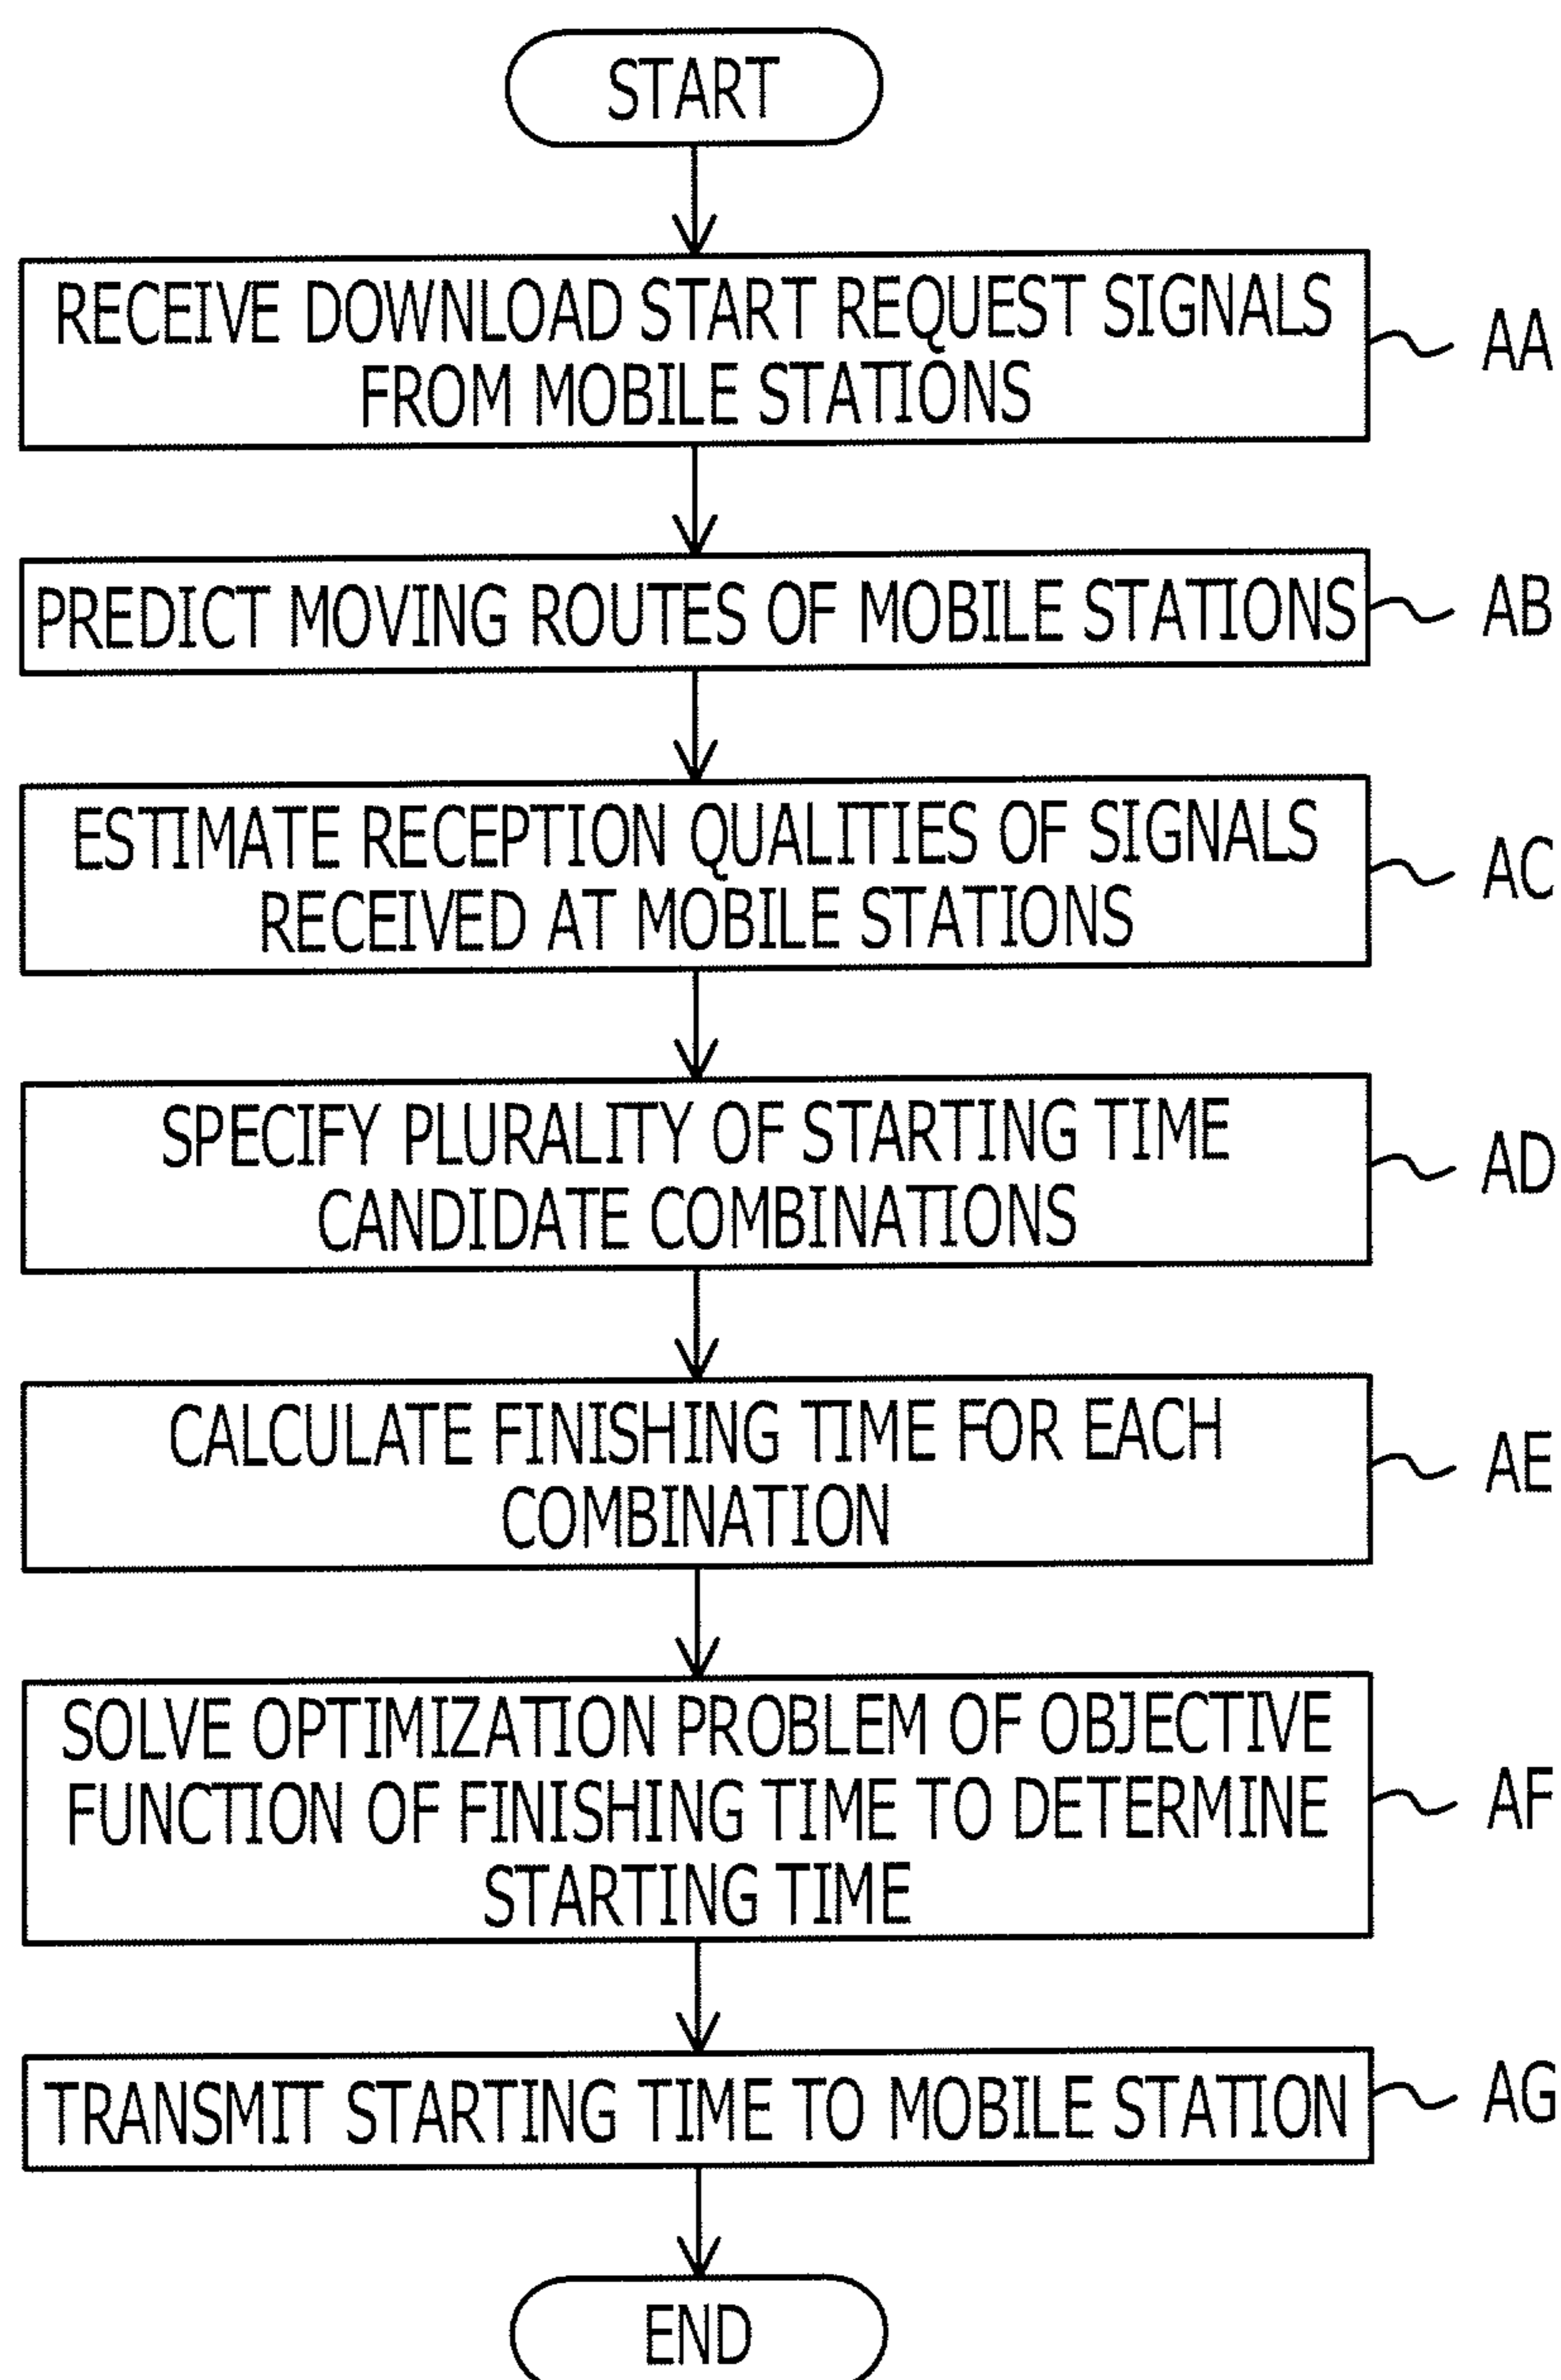 START
RECEIVE DOWNLOAD START REQUEST SIGNALS
FROM MOBILE STATIONS
AA
PREDICT MOVING ROUTES OF MOBILE STATIONS
AB
ESTIMATE RECEPTION QUALITIES OF SIGNALS
RECEIVED AT MOBILE STATIONS
AC
SPECIFY PLURALITY OF STARTING TIME
CANDIDATE COMBINATIONS
AD
CALCULATE FINISHING TIME FOR EACH
COMBINATION
AE
SOLVE OPTIMIZATION PROBLEM OF OBJECTIVE
FUNCTION OF FINISHING TIME TO DETERMINE
STARTING TIME
AF
TRANSMIT STARTING TIME TO MOBILE STATION
AG
END